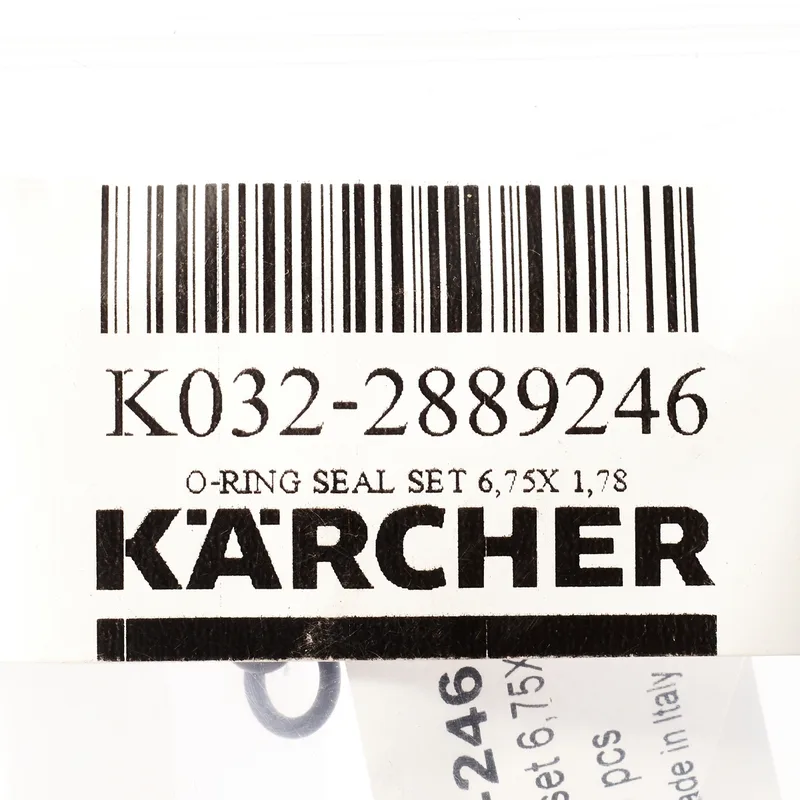 K032-2889246
O-RING SEAL SET 6,75X 1,78
KÄRCHER
-246
set 6,75X
pcs
ade in Italy